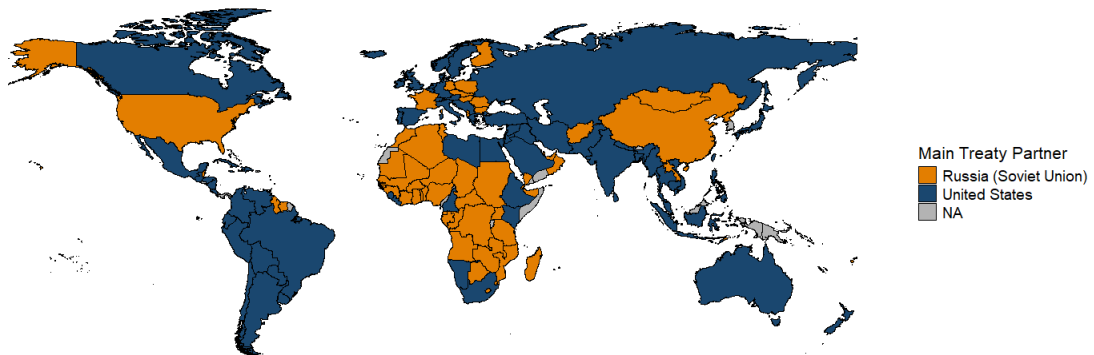 Main Treaty Partner
Russia (Soviet Union)
United States
NA